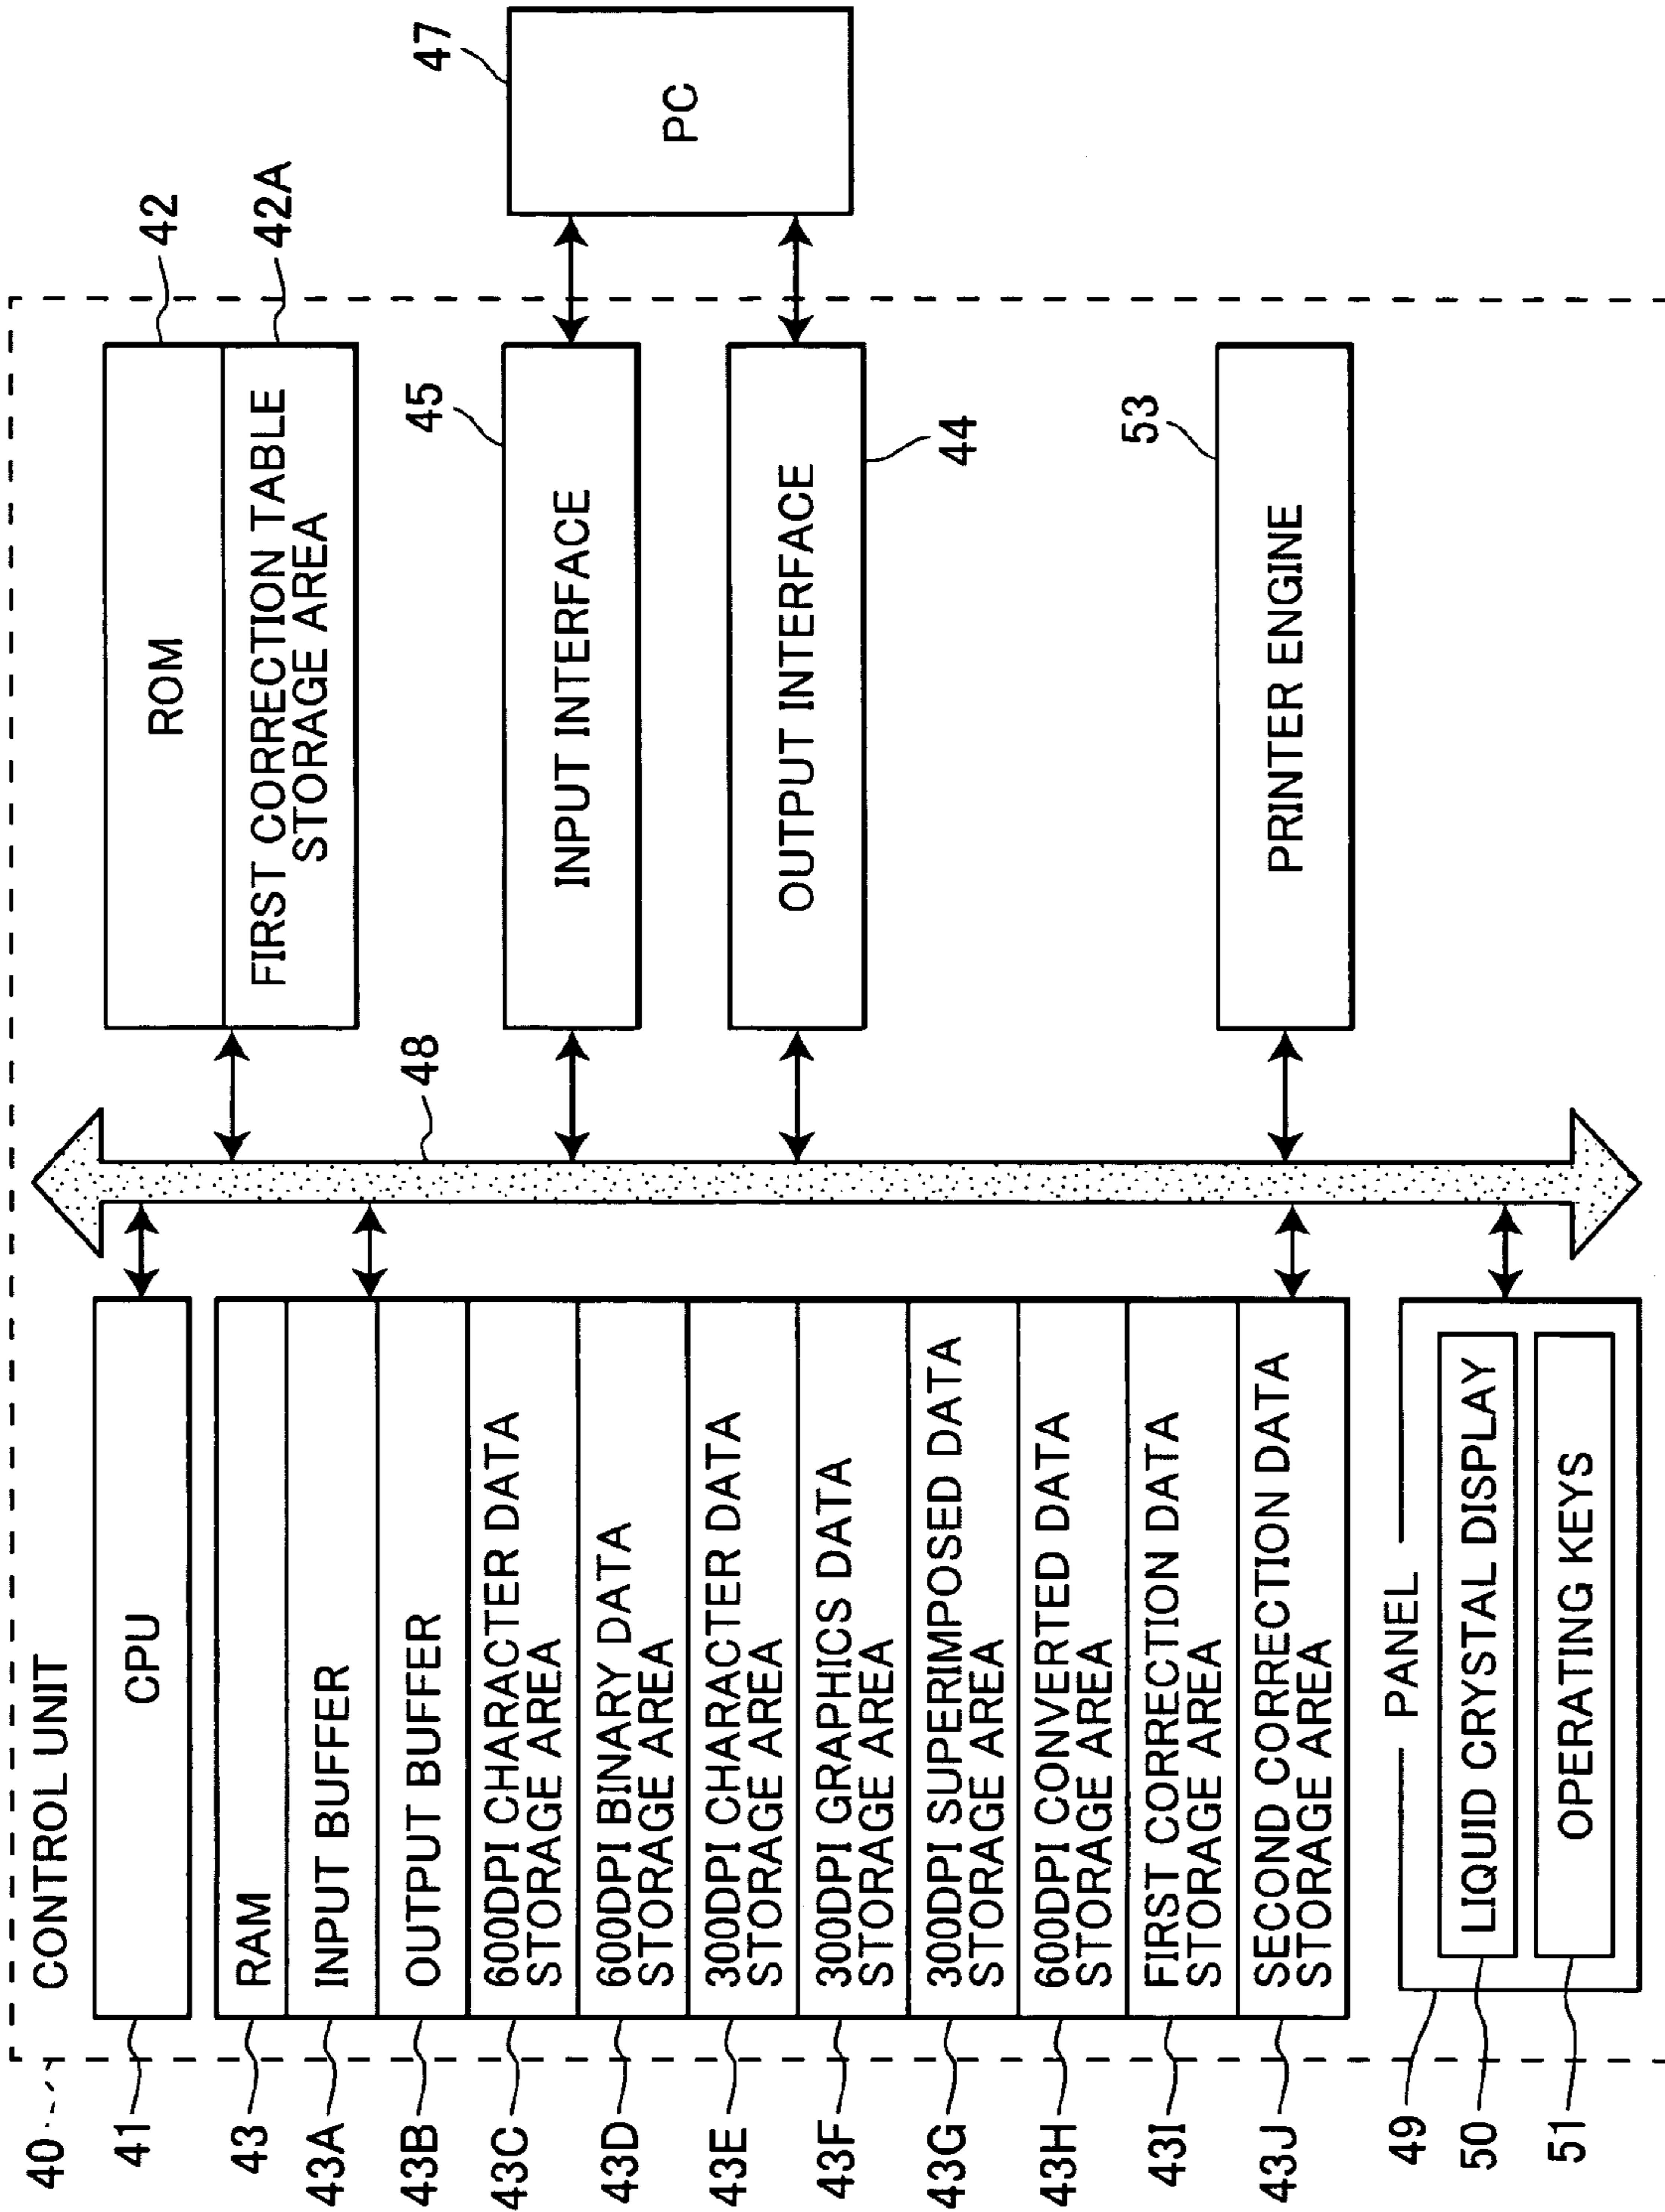 40
CONTROL UNIT
41
CPU
43
RAM
43A
INPUT BUFFER
43B
OUTPUT BUFFER
43C
600DPI CHARACTER DATA
STORAGE AREA
43D
600DPI BINARY DATA
STORAGE AREA
43E
300DPI CHARACTER DATA
STORAGE AREA
43F
300DPI GRAPHICS DATA
STORAGE AREA
43G
300DPI SUPERIMPOSED DATA
STORAGE AREA
43H
600DPI CONVERTED DATA
STORAGE AREA
43I
FIRST CORRECTION DATA
STORAGE AREA
43J
SECOND CORRECTION DATA
STORAGE AREA
49
PANEL
50
LIQUID CRYSTAL DISPLAY
51
OPERATING KEYS
48
ROM
42
FIRST CORRECTION TABLE
STORAGE AREA
42A
INPUT INTERFACE
45
OUTPUT INTERFACE
44
PRINTER ENGINE
53
PC
47